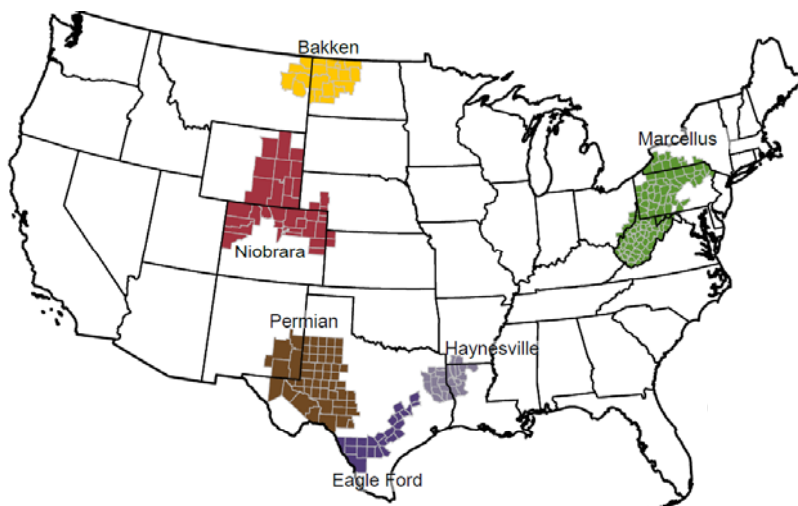 Bakken
Marcellus
Niobrara
Permian
Haynesville
Eagle Ford